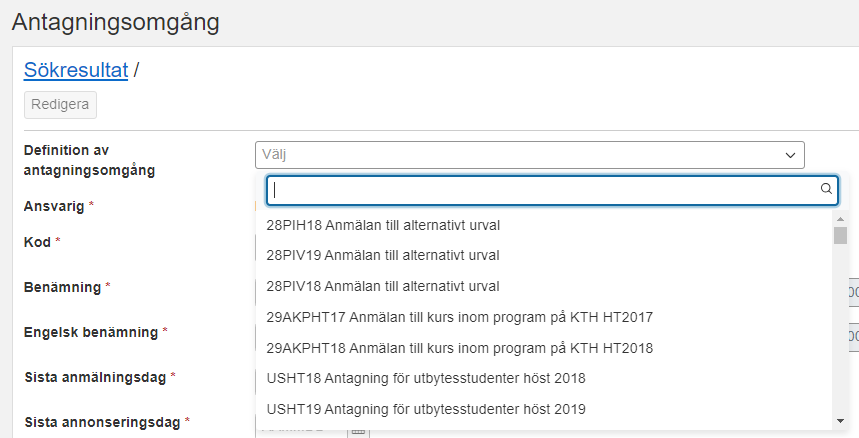 Antagningsomgång
Sökresultat /
Redigera
Definition av
antagningsomgång
Välj
Ansvarig *
28PIH18 Anmälan till alternativt urval
Kod *
28PIV19 Anmälan till alternativt urval
28PIV18 Anmälan till alternativt urval
Benämning *
29AKPHT17 Anmälan till kurs inom program på KTH HT2017
Engelsk benämning *
29AKPHT18 Anmälan till kurs inom program på KTH HT2018
Sista anmälningsdag *
USHT18 Antagning för utbytesstudenter höst 2018
USHT19 Antagning för utbytesstudenter höst 2019
Sista annonseringsdag *